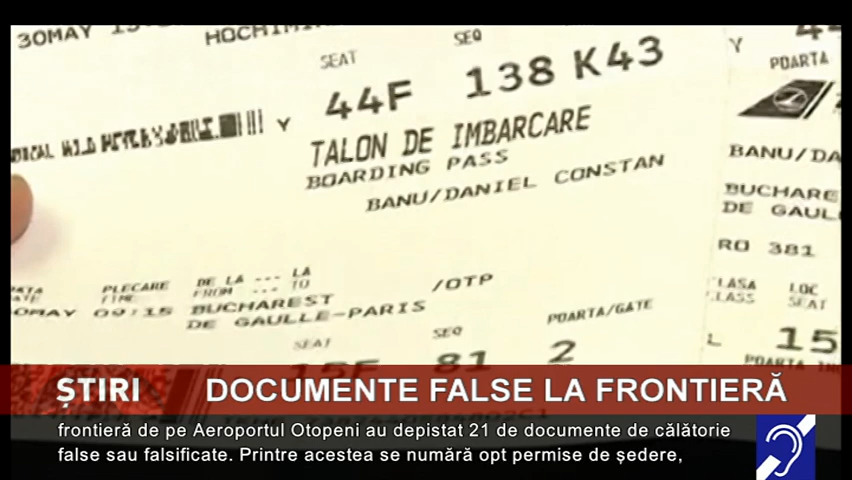 30MAY
HOCHIMI
SEAT SEQ
44F 138 K43
Y
TALON DE IMBARCARE
BOARDING PASS
BANU/DANIEL CONSTAN
PLECARE DE LA --- LA
TIME FROM --- TO
09:15 BUCHAREST /OTP
DE GAULLE-PARIS
SEAT SEQ POARTA/GATE
15F 81 2
Y
POARTA
BANU/DA
BUCHARE
DE GAUL
RO 381
CLASA LOC
CLASS SEAT
15
ȘTIRI DOCUMENTE FALSE LA FRONTIERĂ
frontieră de pe Aeroportul Otopeni au depistat 21 de documente de călătorie
false sau falsificate. Printre acestea se numără opt permise de ședere,